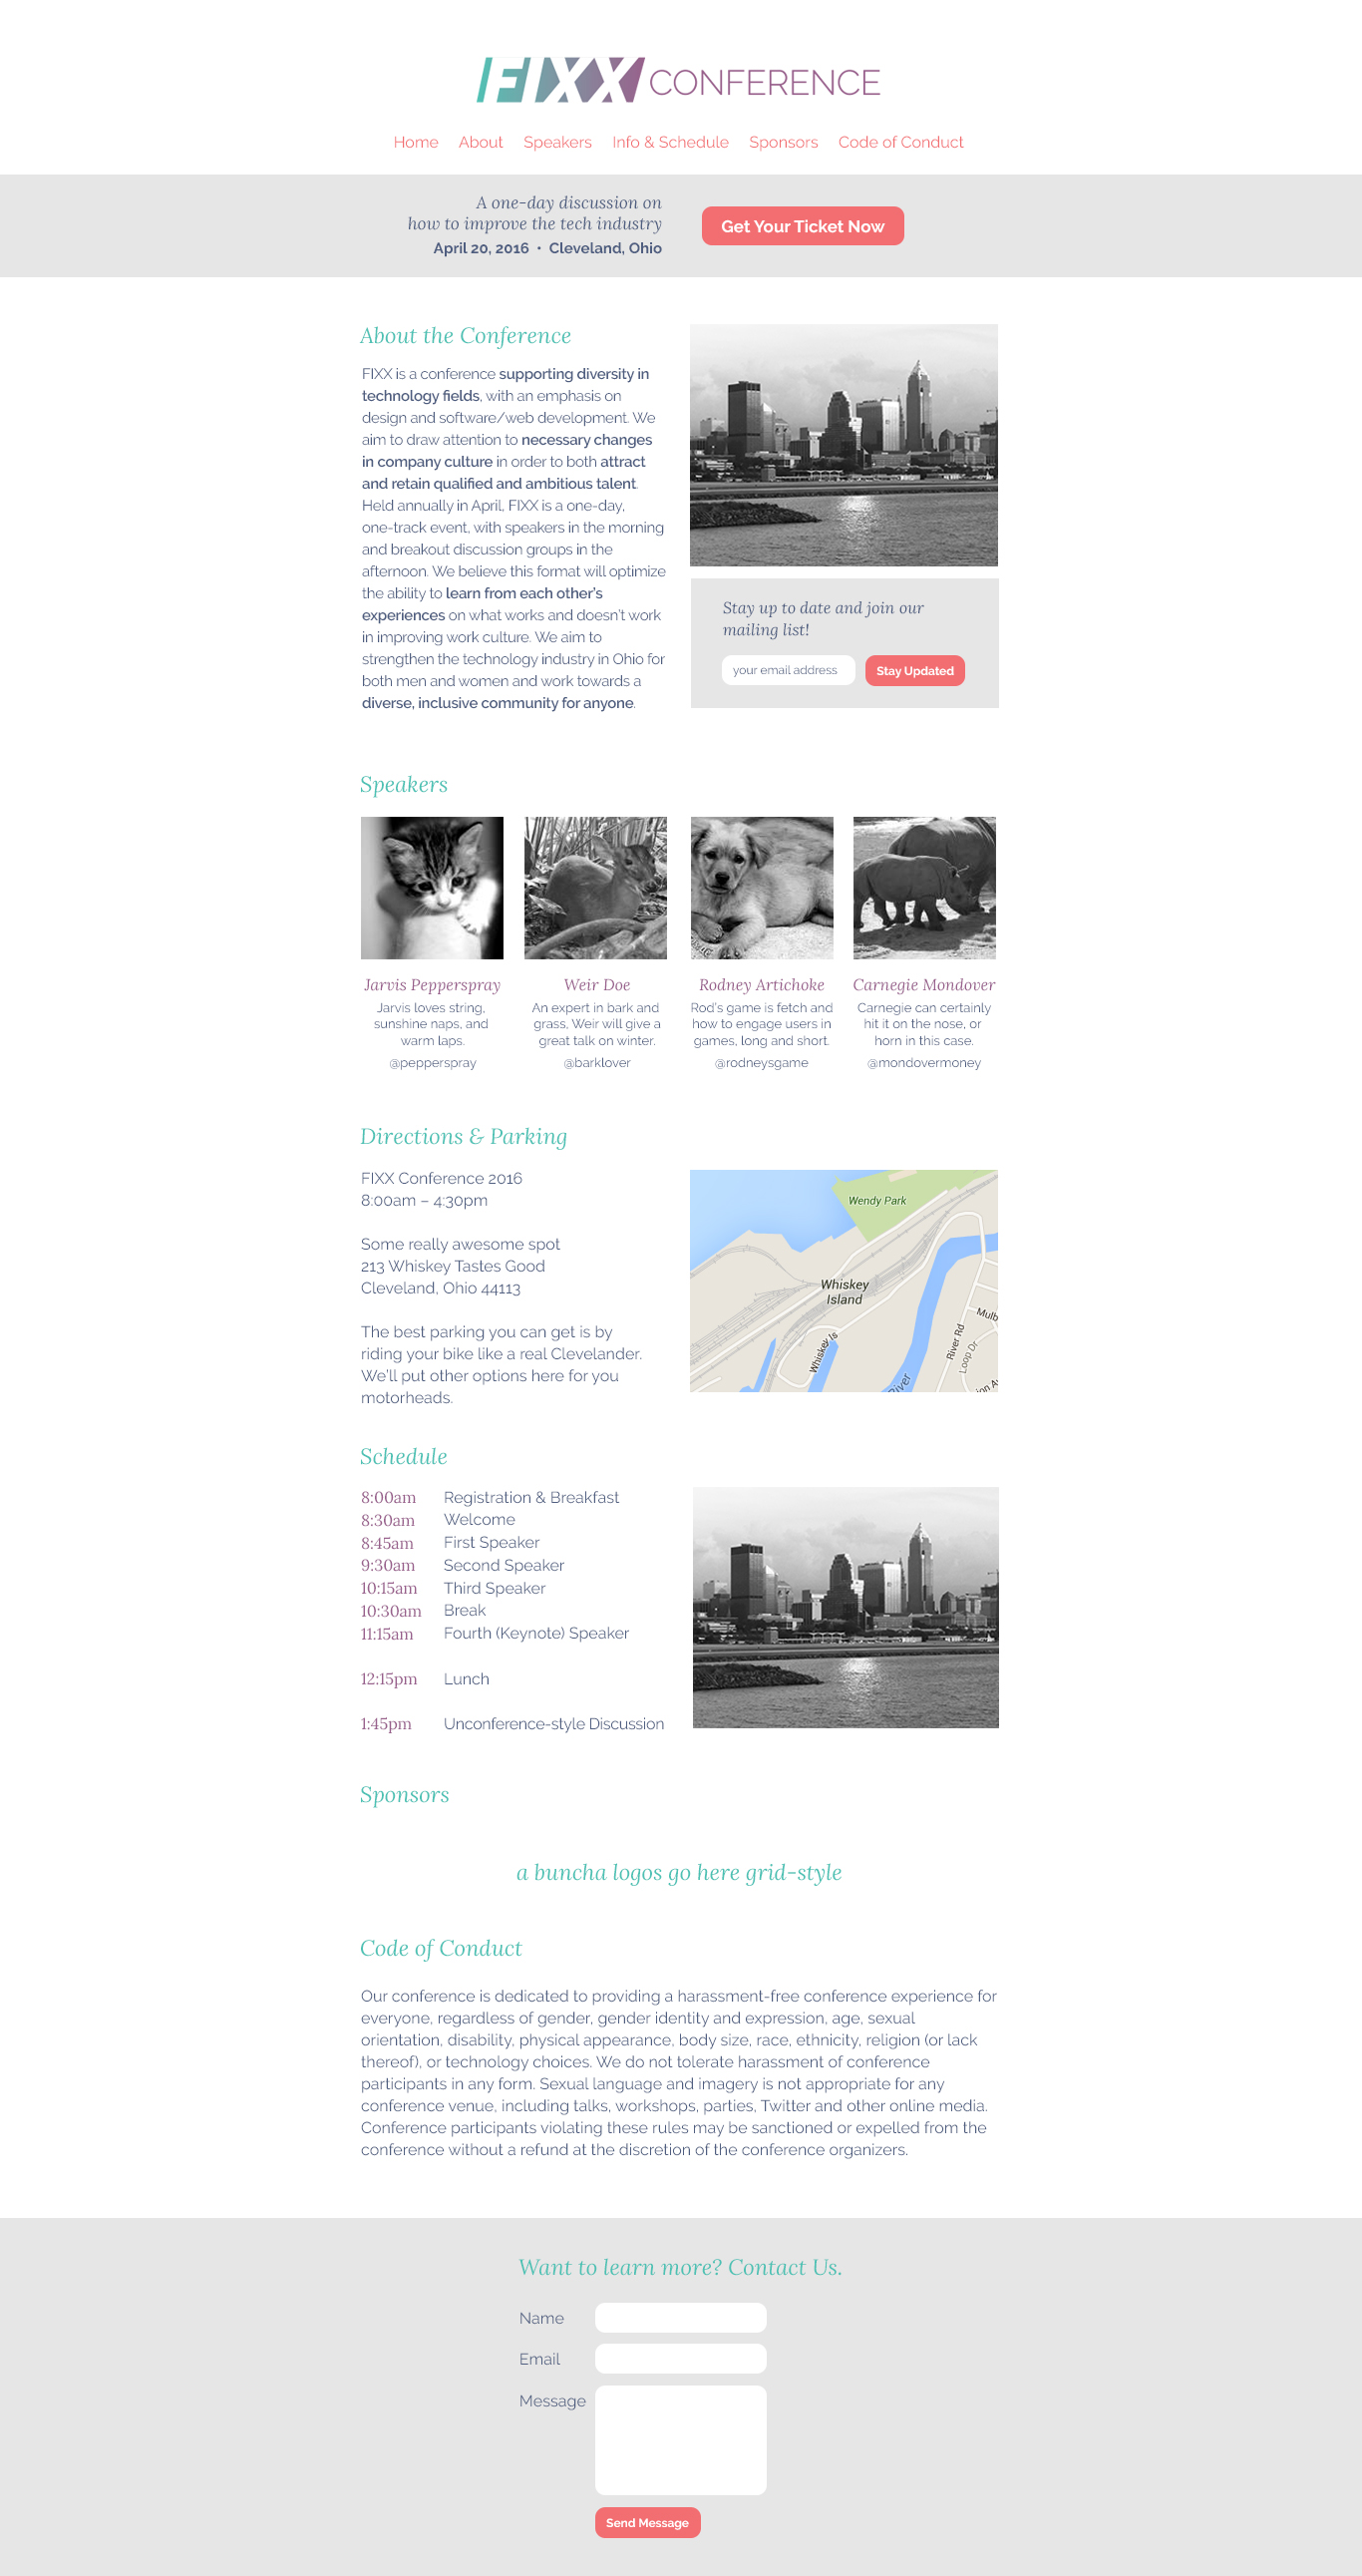 FIXX CONFERENCE
Home About Speakers Info & Schedule Sponsors Code of Conduct
A one-day discussion on
how to improve the tech industry
April 20, 2016 • Cleveland, Ohio
Get Your Ticket Now
About the Conference
FIXX is a conference supporting diversity in
technology fields, with an emphasis on
design and software/web development. We
aim to draw attention to necessary changes
in company culture in order to both attract
and retain qualified and ambitious talent.
Held annually in April, FIXX is a one-day,
one-track event, with speakers in the morning
and breakout discussion groups in the
afternoon. We believe this format will optimize
the ability to learn from each other's
experiences on what works and doesn't work
in improving work culture. We aim to
strengthen the technology industry in Ohio for
both men and women and work towards a
diverse, inclusive community for anyone.
Stay up to date and join our
mailing list!
your email address
Stay Updated
Speakers
Jarvis Pepperspray
Jarvis loves string,
sunshine naps, and
warm laps.
@pepperspray
Weir Doe
An expert in bark and
grass, Weir will give a
great talk on winter.
@barklover
Rodney Artichoke
Rod's game is fetch and
how to engage users in
games, long and short.
@rodneysgame
Carnegie Mondover
Carnegie can certainly
hit it on the nose, or
horn in this case.
@mondovermoney
Directions & Parking
FIXX Conference 2016
8:00am – 4:30pm
Some really awesome spot
213 Whiskey Tastes Good
Cleveland, Ohio 44113
The best parking you can get is by
riding your bike like a real Clevelander.
We'll put other options here for you
motorheads.
Wendy Park
Whiskey
Island
Whiskey Is
River
River Rd
Loop Dr
Mulb
ion A
Schedule
8:00am Registration & Breakfast
8:30am Welcome
8:45am First Speaker
9:30am Second Speaker
10:15am Third Speaker
10:30am Break
11:15am Fourth (Keynote) Speaker
12:15pm Lunch
1:45pm Unconference-style Discussion
Sponsors
a buncha logos go here grid-style
Code of Conduct
Our conference is dedicated to providing a harassment-free conference experience for
everyone, regardless of gender, gender identity and expression, age, sexual
orientation, disability, physical appearance, body size, race, ethnicity, religion (or lack
thereof), or technology choices. We do not tolerate harassment of conference
participants in any form. Sexual language and imagery is not appropriate for any
conference venue, including talks, workshops, parties, Twitter and other online media.
Conference participants violating these rules may be sanctioned or expelled from the
conference without a refund at the discretion of the conference organizers.
Want to learn more? Contact Us.
Name
Email
Message
Send Message